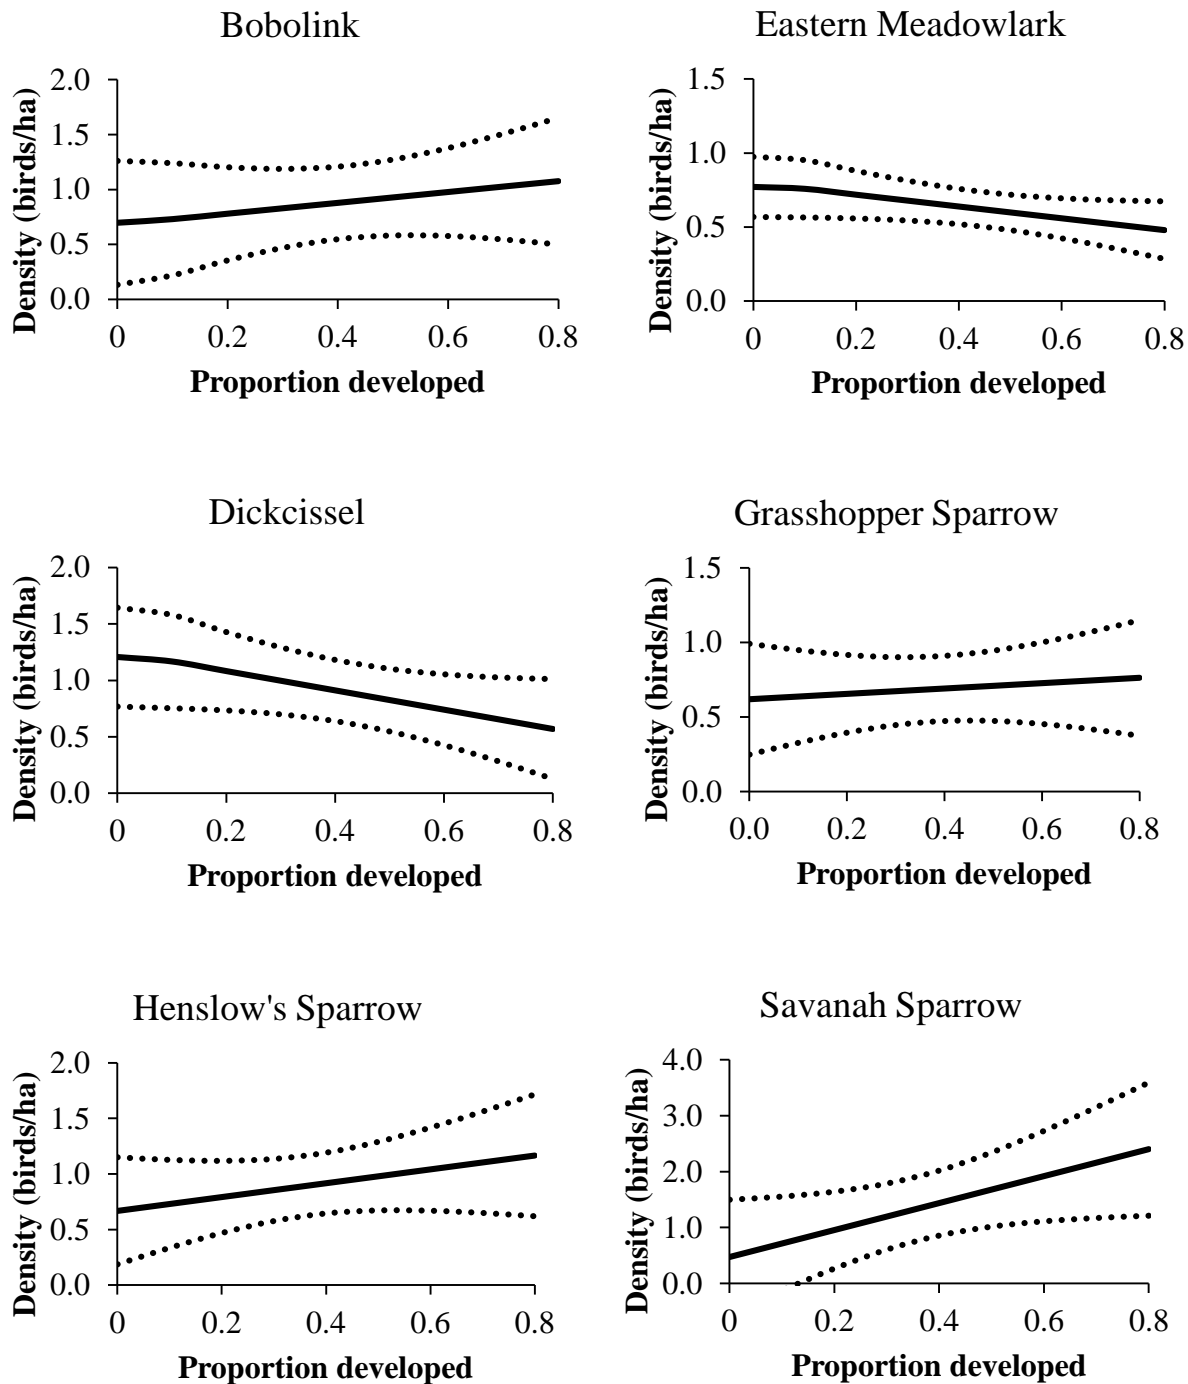 Bobolink
Density (birds/ha)
2.0
1.5
1.0
0.5
0.0
0 0.2 0.4 0.6 0.8
Proportion developed
Eastern Meadowlark
Density (birds/ha)
1.5
1.0
0.5
0.0
0 0.2 0.4 0.6 0.8
Proportion developed
Dickcissel
Density (birds/ha)
2.0
1.5
1.0
0.5
0.0
0 0.2 0.4 0.6 0.8
Proportion developed
Grasshopper Sparrow
Density (birds/ha)
1.5
1.0
0.5
0.0
0.0 0.2 0.4 0.6 0.8
Proportion developed
Henslow's Sparrow
Density (birds/ha)
2.0
1.5
1.0
0.5
0.0
0 0.2 0.4 0.6 0.8
Proportion developed
Savanah Sparrow
Density (birds/ha)
4.0
3.0
2.0
1.0
0.0
0 0.2 0.4 0.6 0.8
Proportion developed